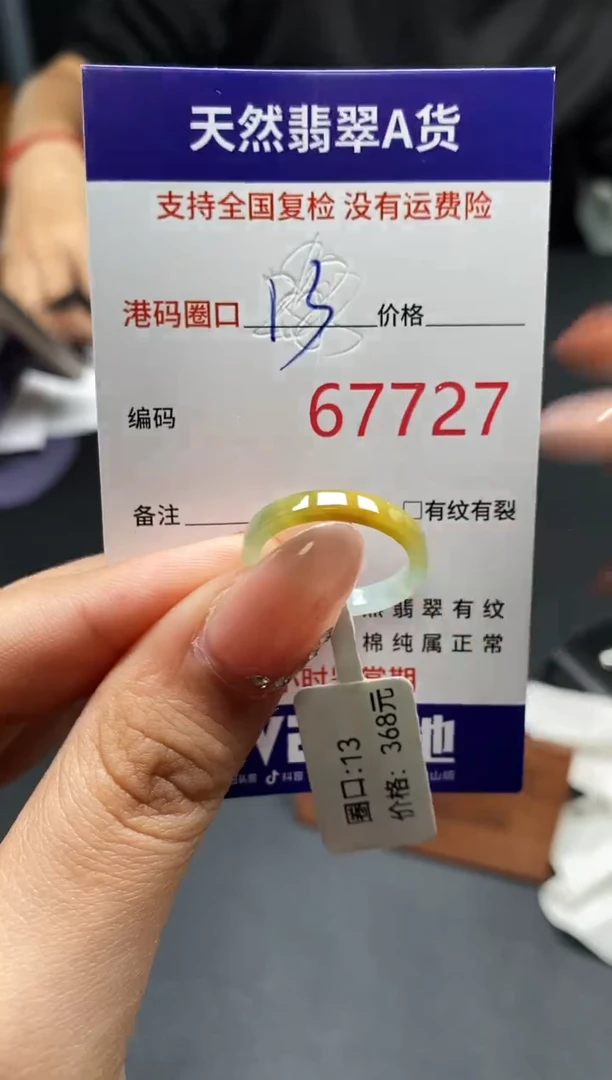 天然翡翠A货
支持全国复检 没有运费险
港码圈口 13 价格
编码 67727
备注 □有纹有裂
翡翠有纹
棉纯属正常
圈口:13
价格: 368元